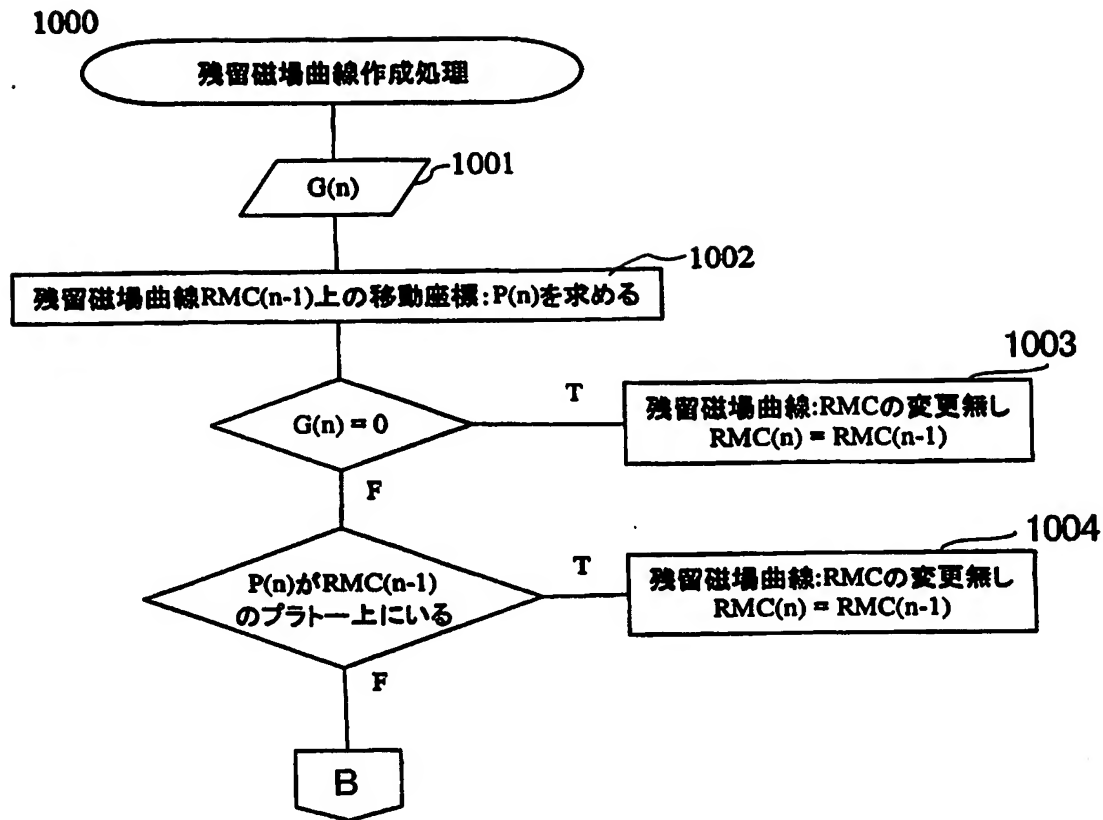 1000
残留磁場曲線作成処理
G(n)
1001
1002
残留磁場曲線RMC(n-1)上の移動座標:P(n)を求める
1003
G(n) = 0
T
残留磁場曲線:RMCの変更無し
RMC(n) = RMC(n-1)
F
1004
P(n)がRMC(n-1)
のプラトー上にいる
T
残留磁場曲線:RMCの変更無し
RMC(n) = RMC(n-1)
F
B